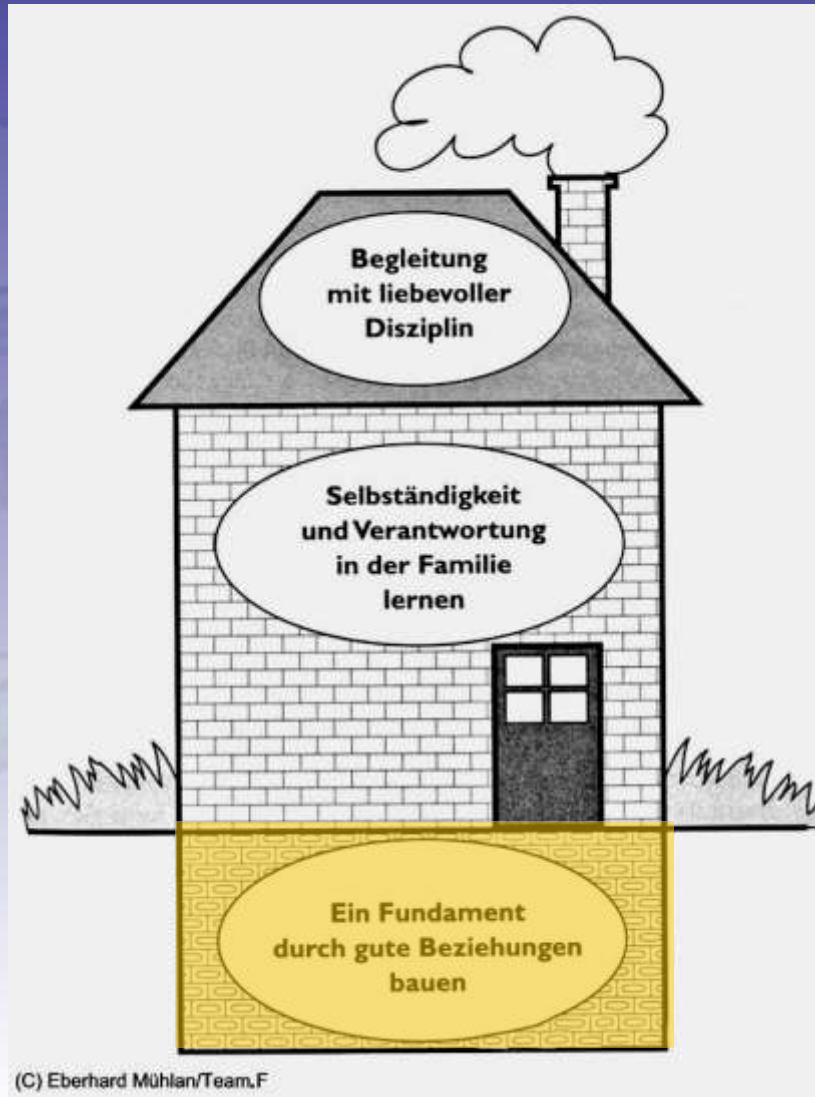 Begleitung
mit liebevoller
Disziplin
Selbständigkeit
und Verantwortung
in der Familie
lernen
Ein Fundament
durch gute Beziehungen
bauen
(C) Eberhard Mühlan/Team.F